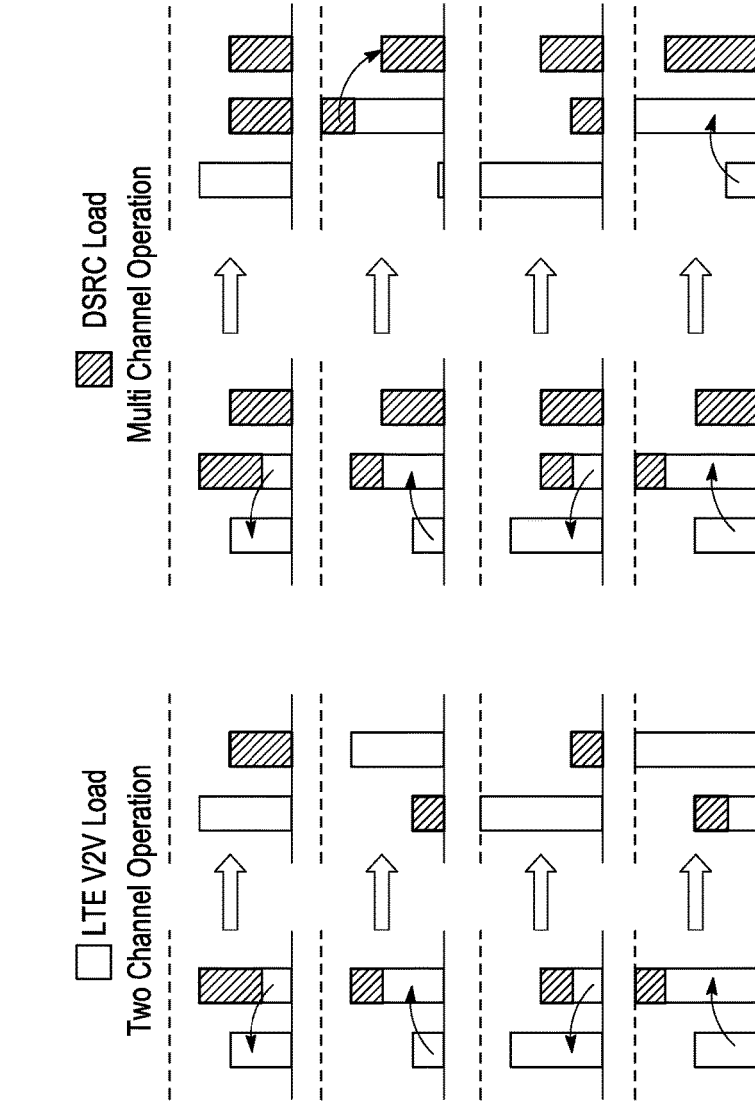 LTE V2V Load
DSRC Load
Two Channel Operation
Multi Channel Operation